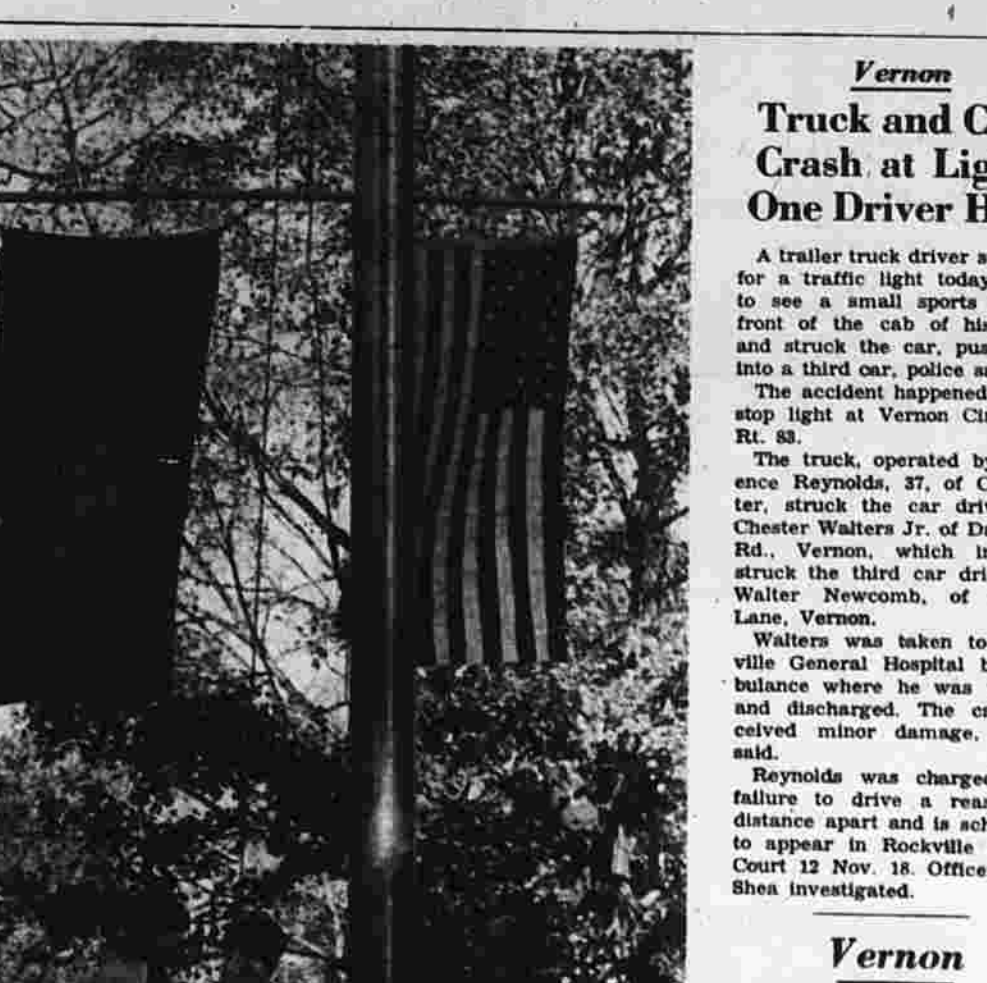 Vernon
Truck and C
Crash at Lig
One Driver H
A trailer truck driver a
for a traffic light today
to see a small sports
front of the cab of his
and struck the car, pus
into a third car, police a
The accident happened
stop light at Vernon Cir
Rt. 83.
The truck, operated by
ence Reynolds, 37, of C
ter, struck the car driv
Chester Walters Jr. of D
Rd., Vernon, which i
struck the third car dri
Walter Newcomb, of
Lane, Vernon.
Walters was taken to
ville General Hospital b
bulance where he was
and discharged. The ca
ceived minor damage,
said.
Reynolds was charged
failure to drive a reas
distance apart and is sch
to appear in Rockville
Court 12 Nov. 18. Office
Shea investigated.
Vernon